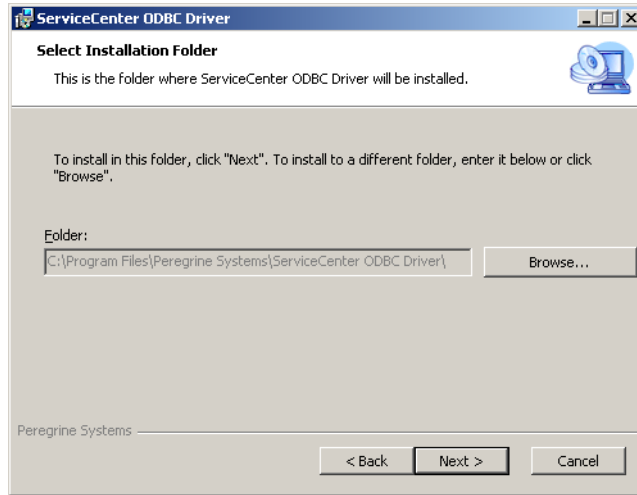 ServiceCenter ODBC Driver
Select Installation Folder
This is the folder where ServiceCenter ODBC Driver will be installed.
To install in this folder, click "Next". To install to a different folder, enter it below or click
"Browse".
Folder:
C:\Program Files\Peregrine Systems\ServiceCenter ODBC Driver\
Browse...
Peregrine Systems
< Back
Next >
Cancel